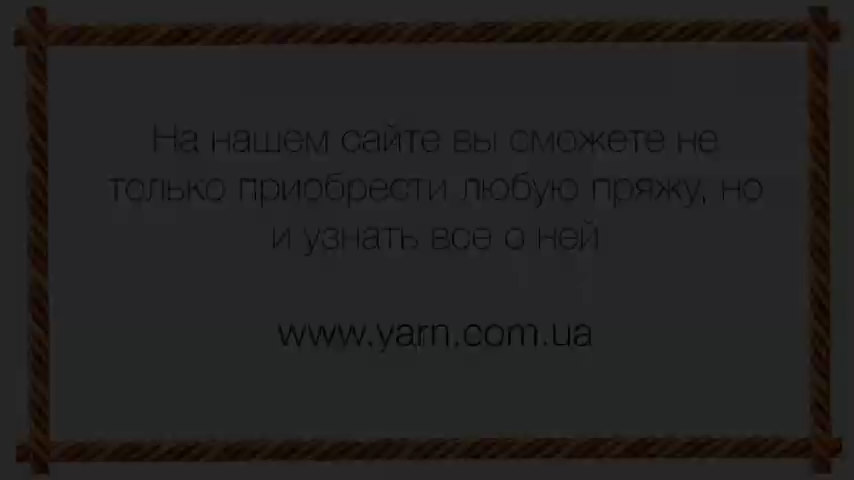 На нашем сайте вы сможете не
только приобрести любую пряжу, но
и узнать все о ней
www.yarn.com.ua